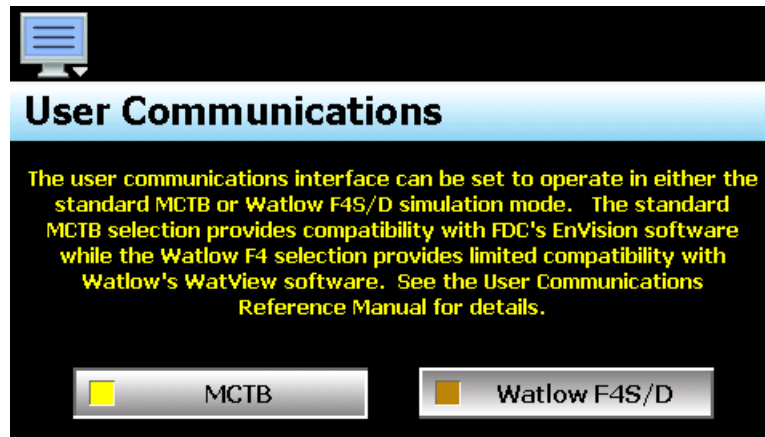 User Communications
The user communications interface can be set to operate in either the
standard MCTB or Watlow F4S/D simulation mode.   The standard
MCTB selection provides compatibility with FDC's EnVision software
while the Watlow F4 selection provides limited compatibility with
Watlow's WatView software.  See the User Communications
Reference Manual for details.
MCTB
Watlow F4S/D